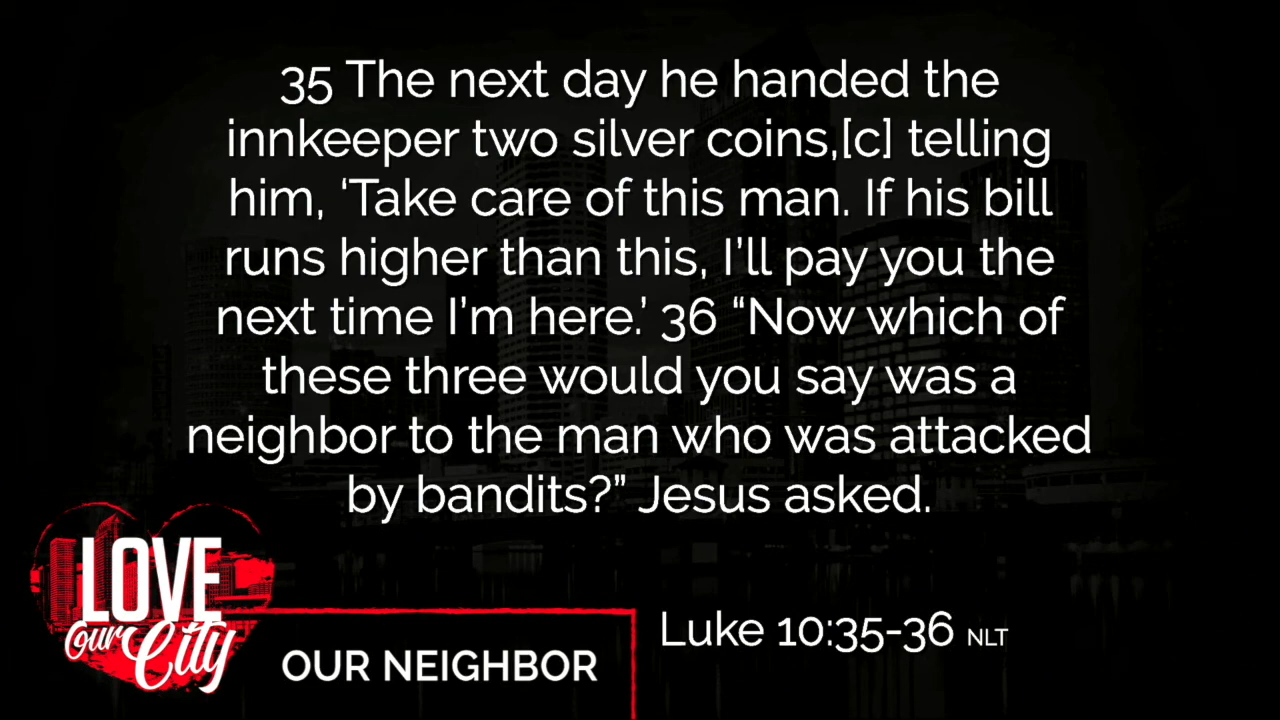 35 The next day he handed the
innkeeper two silver coins,[c] telling
him, ‘Take care of this man. If his bill
runs higher than this, I’ll pay you the
next time I’m here.’ 36 “Now which of
these three would you say was a
neighbor to the man who was attacked
by bandits?” Jesus asked.
LOVE
Our City
OUR NEIGHBOR
Luke 10:35-36 NLT